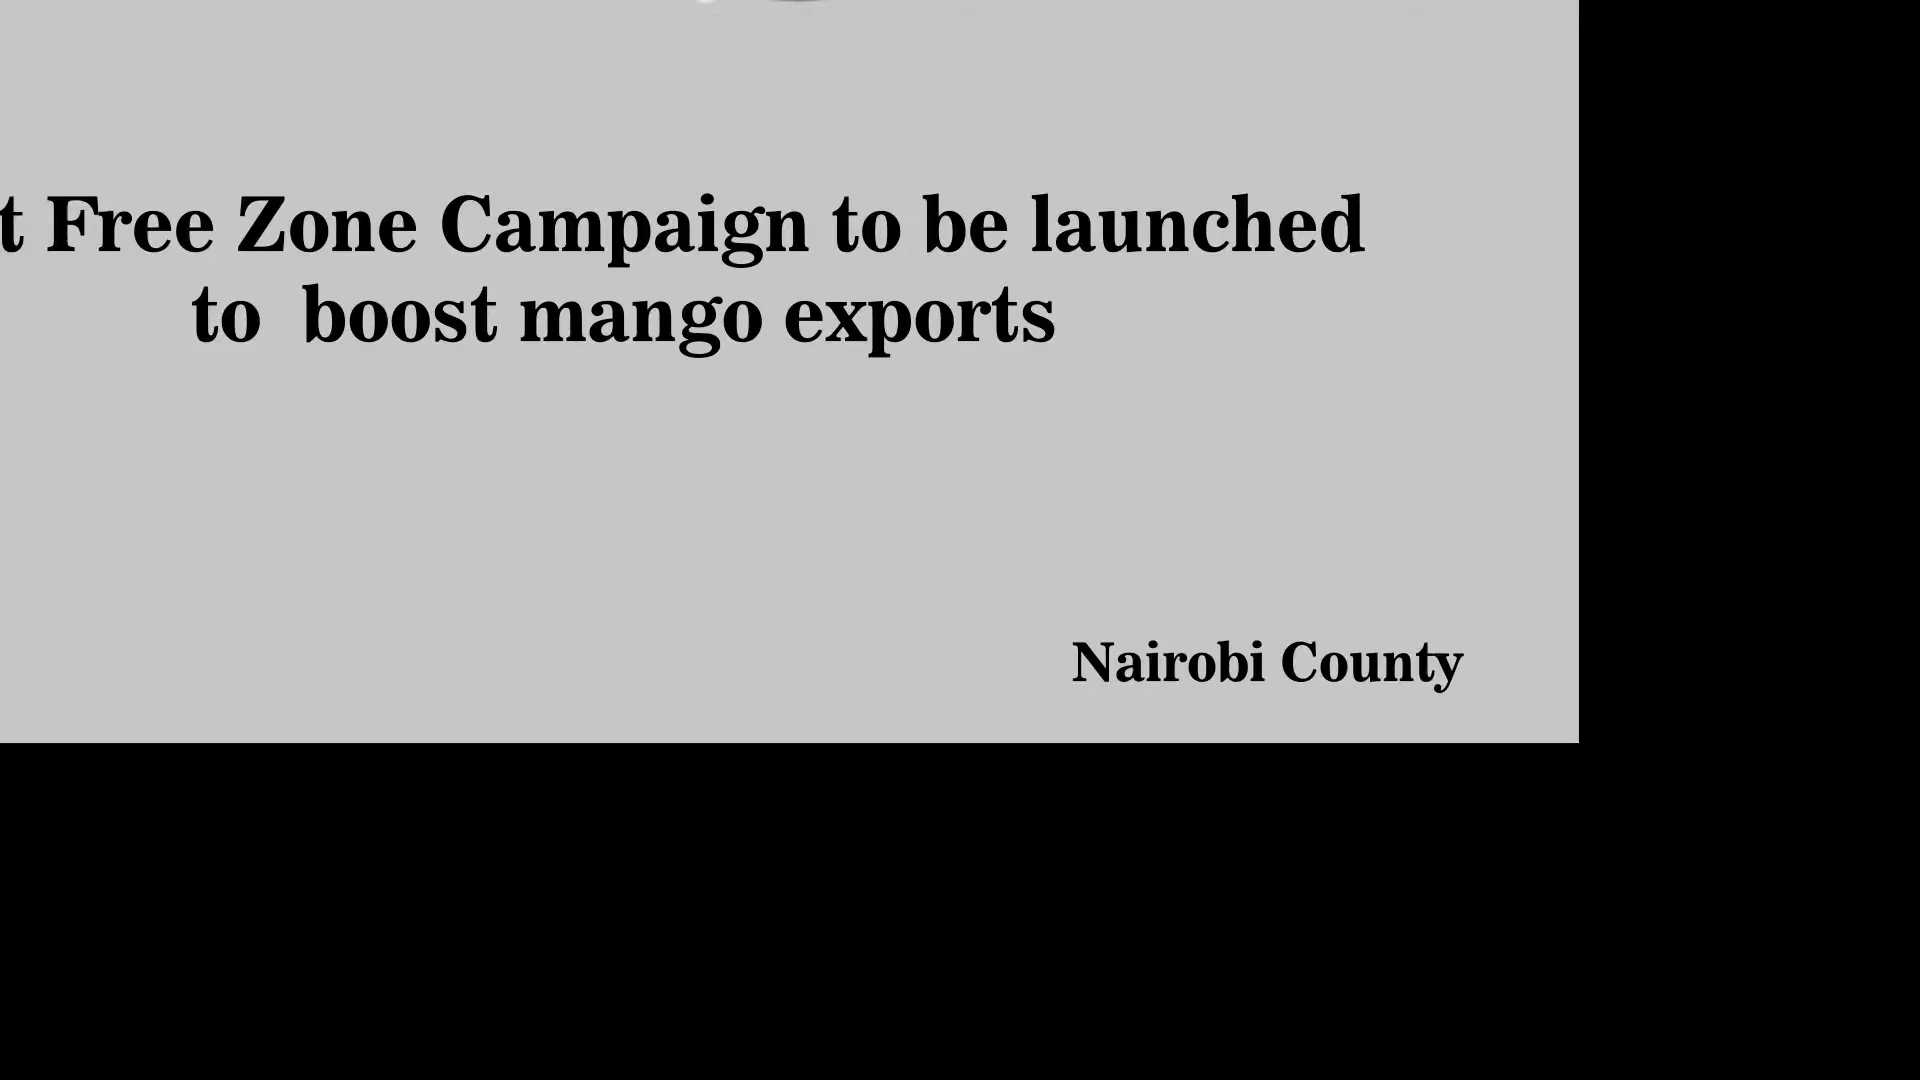 t Free Zone Campaign to be launched
to boost mango exports
Nairobi County